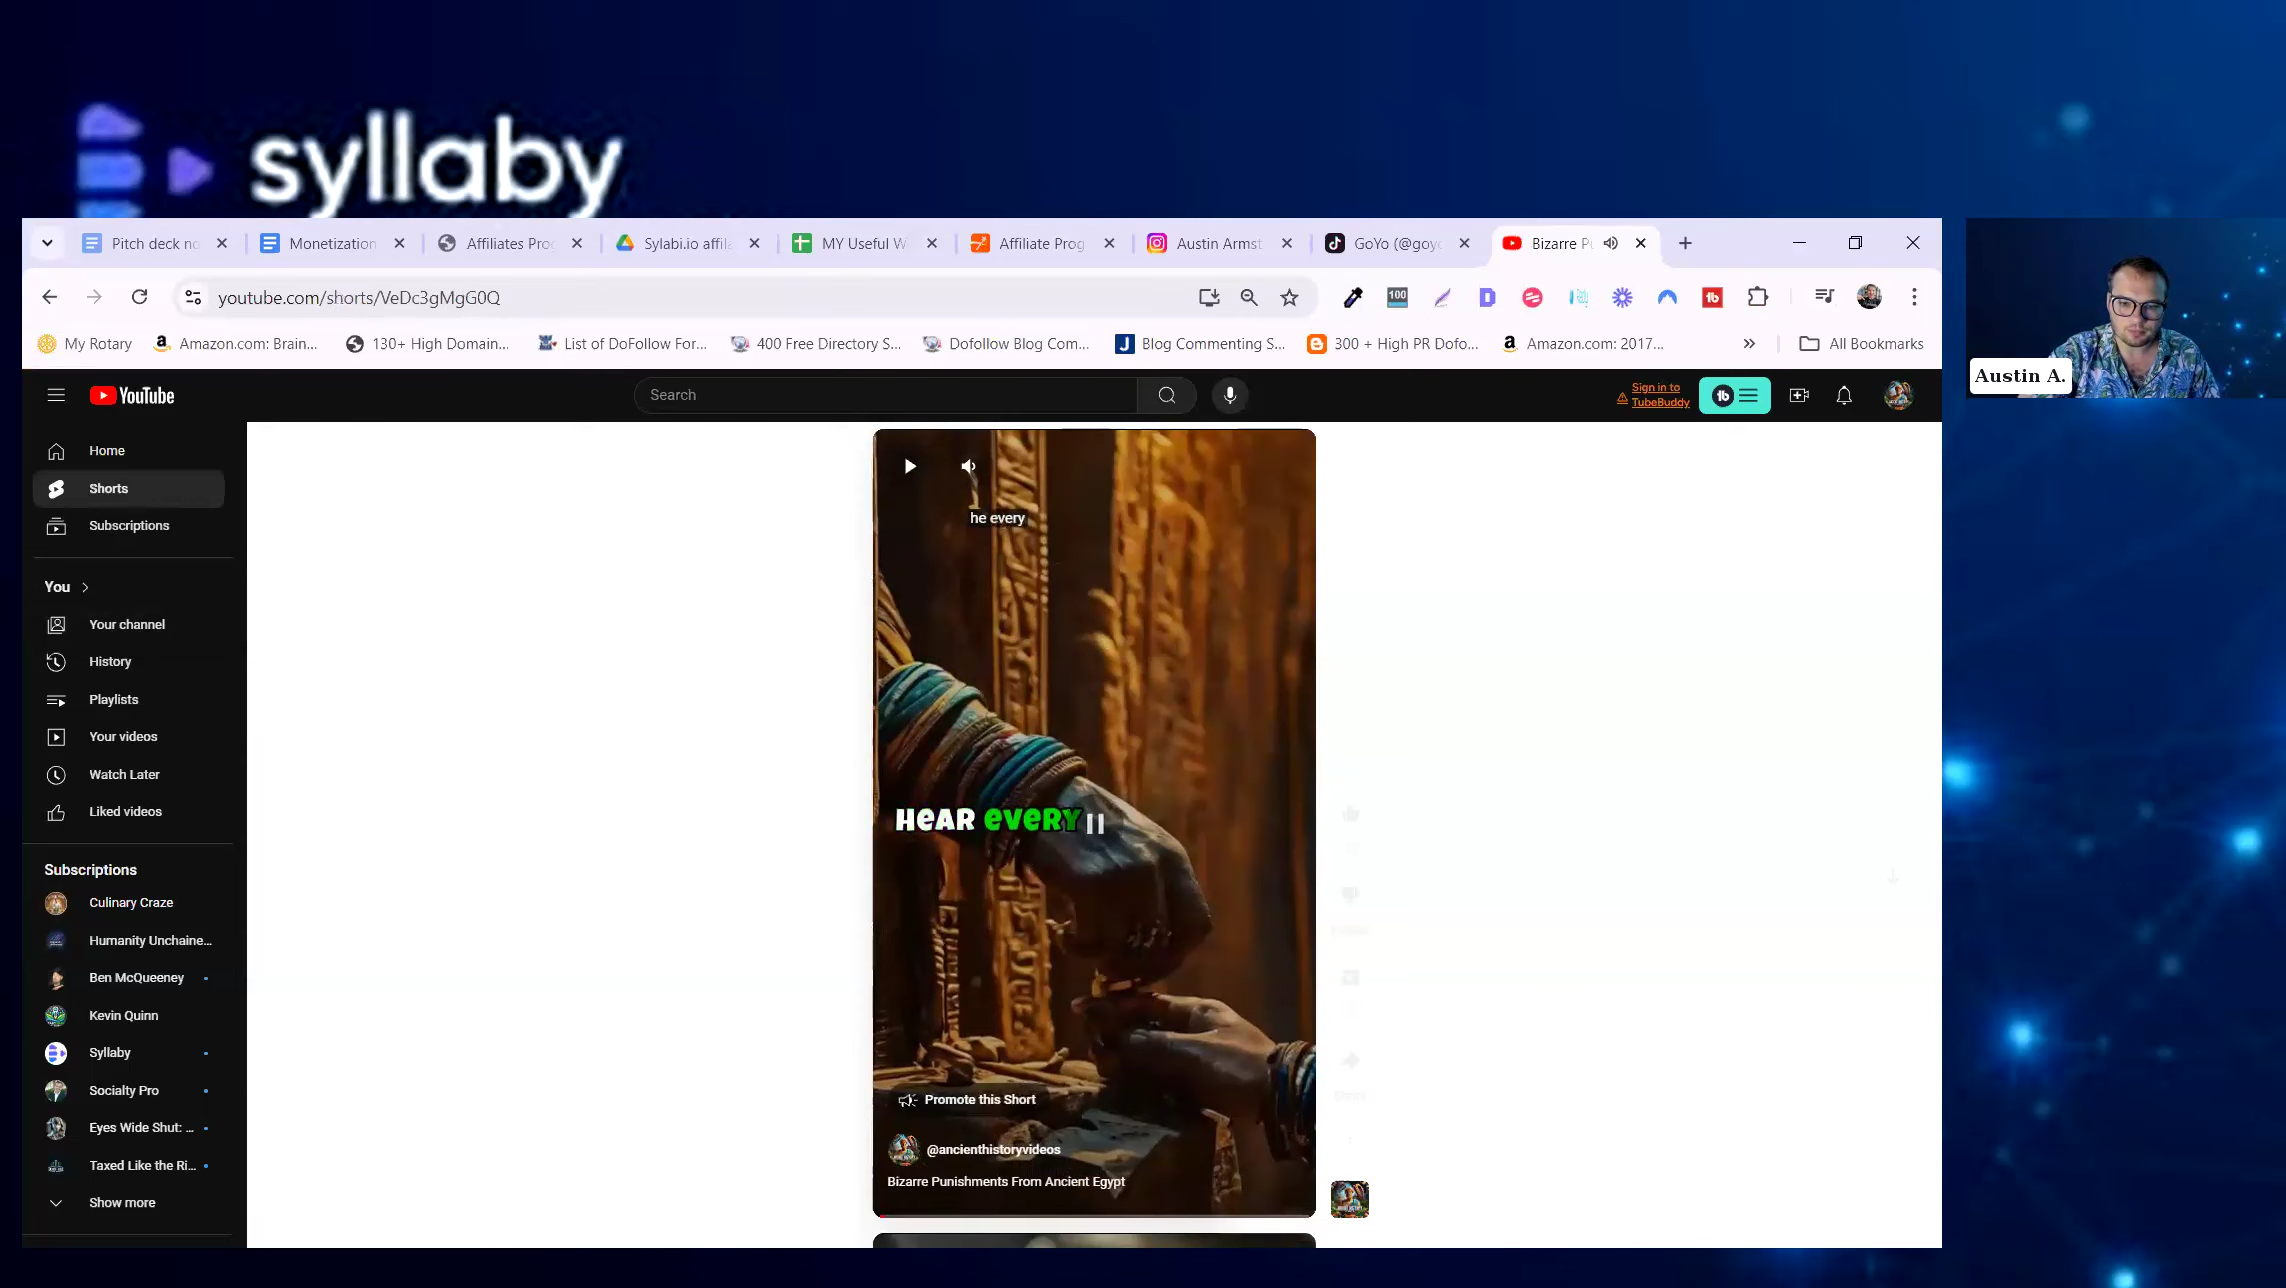 syllaby
Pitch deck no
Monetization
Affiliates Pro
Sylabi.io affil
MY Useful W
Affiliate Prog
Austin Armst
GoYo (@goyo
Bizarre P
youtube.com/shorts/VeDc3gMgG0Q
100
My Rotary
Amazon.com: Brain...
130+ High Domain...
List of DoFollow For...
400 Free Directory S...
Dofollow Blog Com...
Blog Commenting S...
300 + High PR Dofo...
Amazon.com: 2017...
All Bookmarks
Austin A.
YouTube
Search
Sign in to
TubeBuddy
Home
Shorts
Subscriptions
You
Your channel
History
Playlists
Your videos
Watch Later
Liked videos
Subscriptions
Culinary Craze
Humanity Unchaine...
Ben McQueeney
Kevin Quinn
Syllaby
Socialty Pro
Eyes Wide Shut: ...
Taxed Like the Ri...
Show more
he every
HEAR EVERY
Promote this Short
@ancienthistoryvideos
Bizarre Punishments From Ancient Egypt